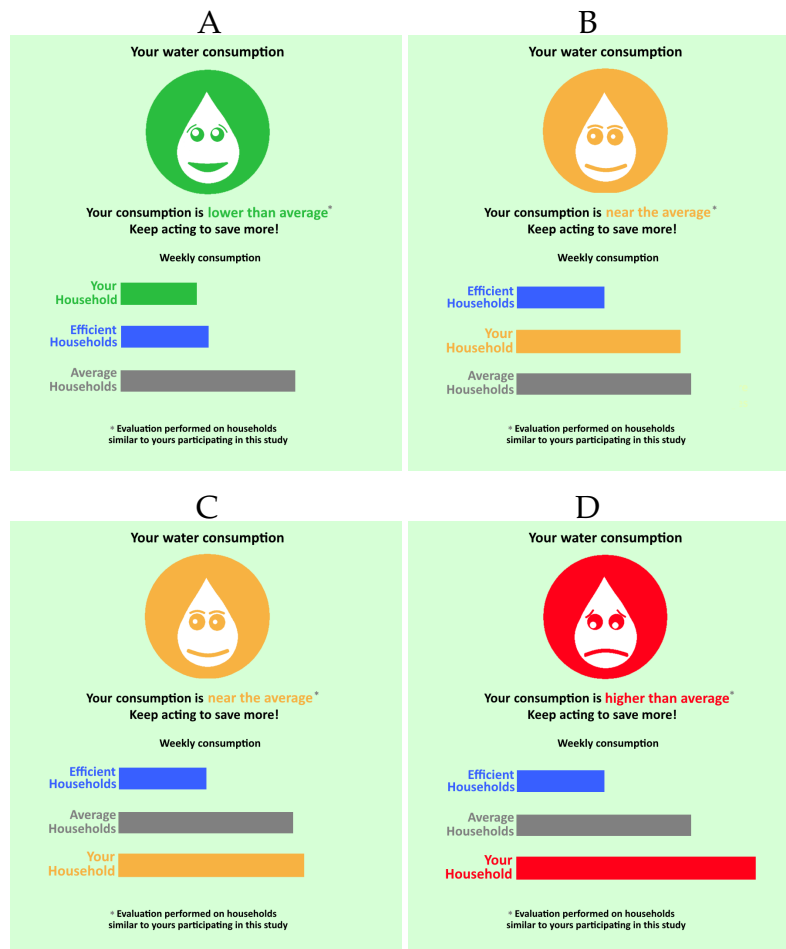 A
Your water consumption
Your consumption is lower than average*
Keep acting to save more!
Weekly consumption
Your
Household
Efficient
Households
Average
Households
* Evaluation performed on households
similar to yours participating in this study
B
Your water consumption
Your consumption is near the average*
Keep acting to save more!
Weekly consumption
Efficient
Households
Your
Household
Average
Households
* Evaluation performed on households
similar to yours participating in this study
C
Your water consumption
Your consumption is near the average*
Keep acting to save more!
Weekly consumption
Efficient
Households
Average
Households
Your
Household
* Evaluation performed on households
similar to yours participating in this study
D
Your water consumption
Your consumption is higher than average*
Keep acting to save more!
Weekly consumption
Efficient
Households
Average
Households
Your
Household
* Evaluation performed on households
similar to yours participating in this study